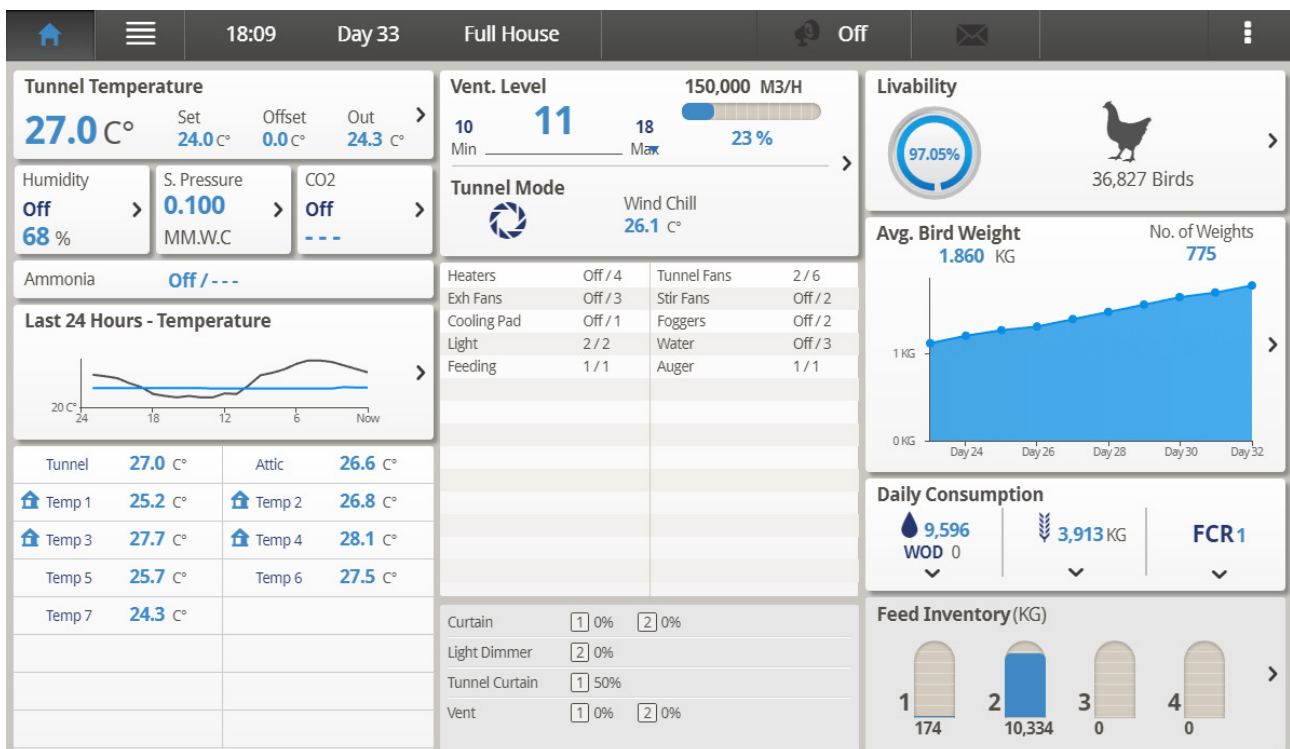 18:09 Day 33 Full House Off
Tunnel Temperature
27.0 C°
Set
24.0 C°
Offset
0.0 C°
Out
24.3 C°
Humidity
Off
68 %
S. Pressure
0.100
MM.W.C
CO2
Off
- - -
Ammonia Off / - - -
Last 24 Hours - Temperature
20 C°
24 18 12 6 Now
Tunnel 27.0 C° Attic 26.6 C°
Temp 1 25.2 C° Temp 2 26.8 C°
Temp 3 27.7 C° Temp 4 28.1 C°
Temp 5 25.7 C° Temp 6 27.5 C°
Temp 7 24.3 C°
Vent. Level
10
Min
11
18
Max
150,000 M3/H
23 %
Tunnel Mode
Wind Chill
26.1 C°
Heaters Off / 4 Tunnel Fans 2 / 6
Exh Fans Off / 3 Stir Fans Off / 2
Cooling Pad Off / 1 Foggers Off / 2
Light 2 / 2 Water Off / 3
Feeding 1 / 1 Auger 1 / 1
Curtain 1 0% 2 0%
Light Dimmer 2 0%
Tunnel Curtain 1 50%
Vent 1 0% 2 0%
Livability
97.05%
36,827 Birds
Avg. Bird Weight
1.860 KG
No. of Weights
775
1 KG
0 KG
Day 24 Day 26 Day 28 Day 30 Day 32
Daily Consumption
9,596
WOD 0
3,913 KG
FCR 1
Feed Inventory (KG)
1 2 3 4
174 10,334 0 0